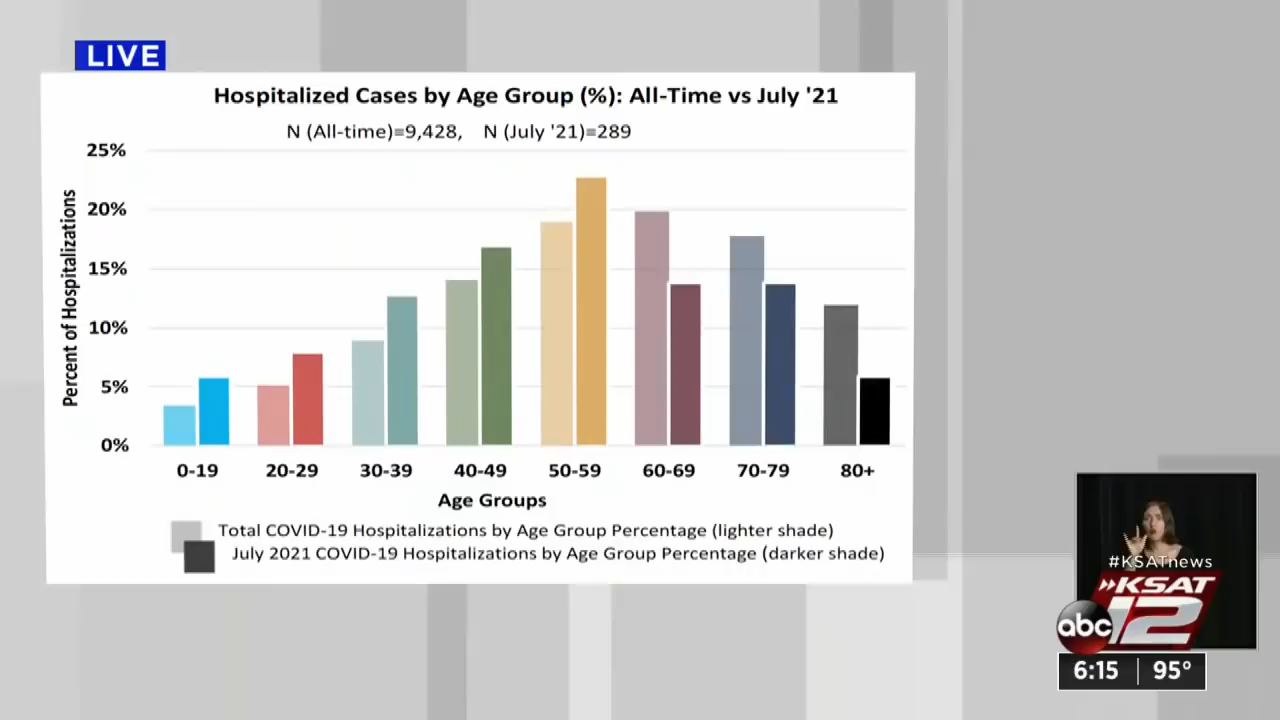 LIVE
Hospitalized Cases by Age Group (%): All-Time vs July '21
N (All-time)=9,428, N (July '21)=289
25%
20%
15%
10%
5%
0%
Percent of Hospitalizations
0-19 20-29 30-39 40-49 50-59 60-69 70-79 80+
Age Groups
Total COVID-19 Hospitalizations by Age Group Percentage (lighter shade)
July 2021 COVID-19 Hospitalizations by Age Group Percentage (darker shade)
#KSATnews
KSAT
abc 12
6:15 95°